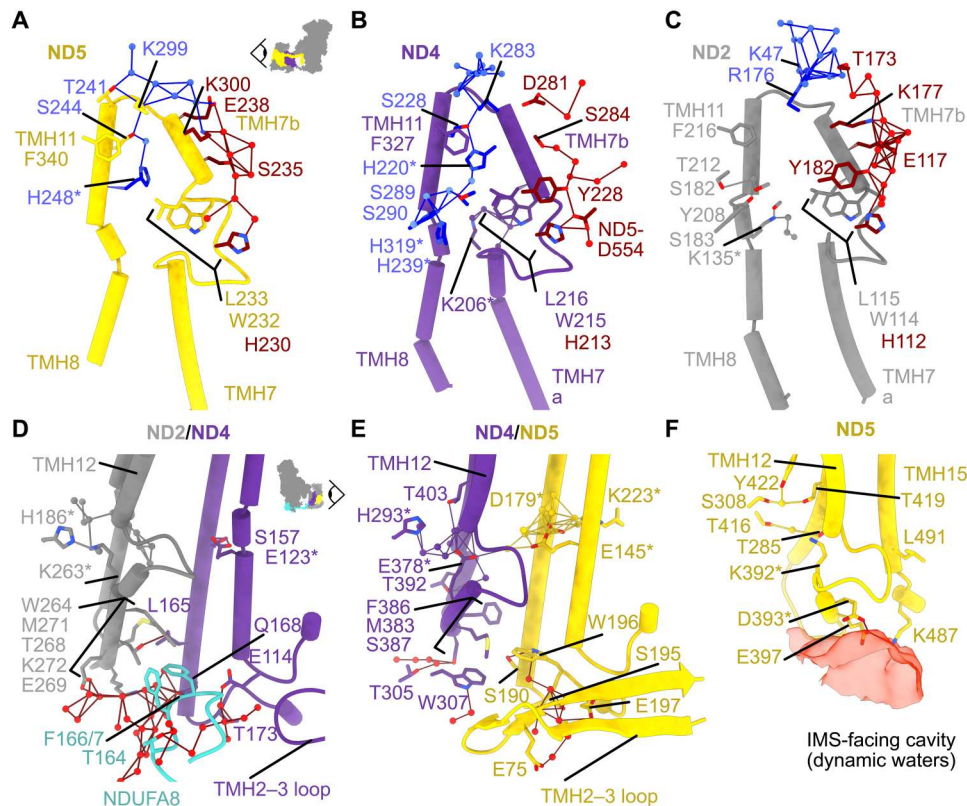 A
ND5
K299
T241
S244
K300
E238
TMH7b
TMH11
F340
S235
H248*
L233
W232
H230
TMH8
TMH7
B
ND4
K283
D281
S228
S284
TMH11
F327
TMH7b
H220*
S289
S290
Y228
ND5-
D554
H319*
H239*
K206*
L216
W215
H213
TMH8
TMH7
a
C
ND2
K47
R176
T173
K177
TMH7b
TMH11
F216
E117
T212
S182
Y182
Y208
S183
K135*
L115
W114
H112
TMH8
TMH7
a
D
ND2/ND4
TMH12
H186*
S157
E123*
K263*
W264
M271
T268
K272
E269
L165
Q168
E114
F166/7
T164
T173
NDUFA8
TMH2–3 loop
E
ND4/ND5
TMH12
T403
D179*
K223*
H293*
E378*
T392
E145*
F386
M383
S387
W196
S195
T305
W307
S190
E197
E75
TMH2–3 loop
F
ND5
TMH12
Y422
TMH15
S308
T419
T416
T285
L491
K392*
D393*
K487
E397
IMS-facing cavity
(dynamic waters)